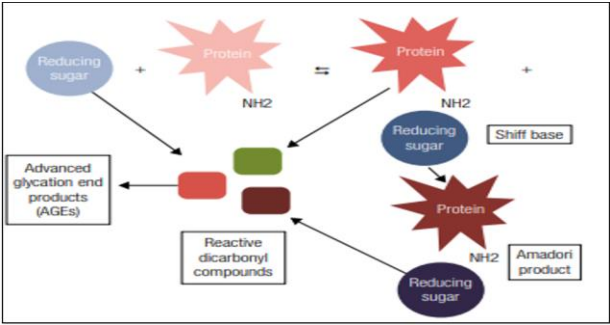 Reducing
sugar
+
Protein
NH2
⇆
Protein
NH2
+
Reducing
sugar
Shiff base
Advanced
glycation end
products
(AGEs)
Protein
NH2
Reactive
dicarbonyl
compounds
Amadori
product
Reducing
sugar